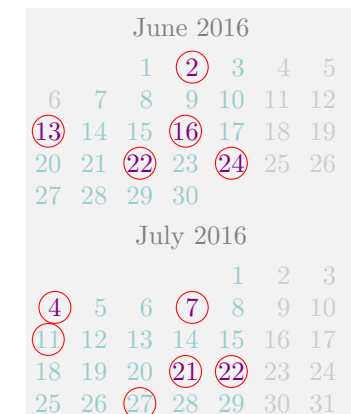 June 2016
1 2 3 4 5
6 7 8 9 10 11 12
13 14 15 16 17 18 19
20 21 22 23 24 25 26
27 28 29 30
July 2016
1 2 3
4 5 6 7 8 9 10
11 12 13 14 15 16 17
18 19 20 21 22 23 24
25 26 27 28 29 30 31